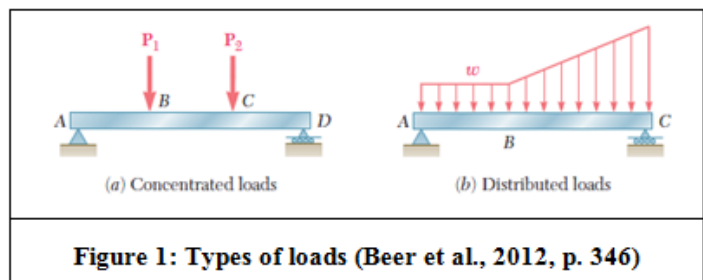 P1 P2
B C
A D
(a) Concentrated loads
w
A C
B
(b) Distributed loads
Figure 1: Types of loads (Beer et al., 2012, p. 346)